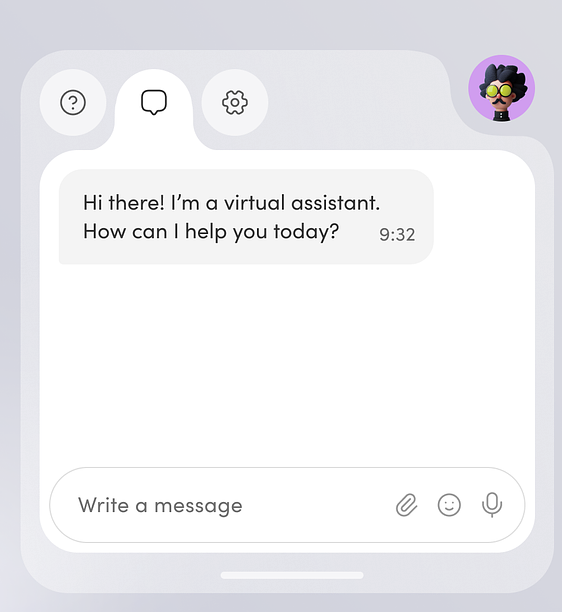 Hi there! I’m a virtual assistant.
How can I help you today?
9:32
Write a message